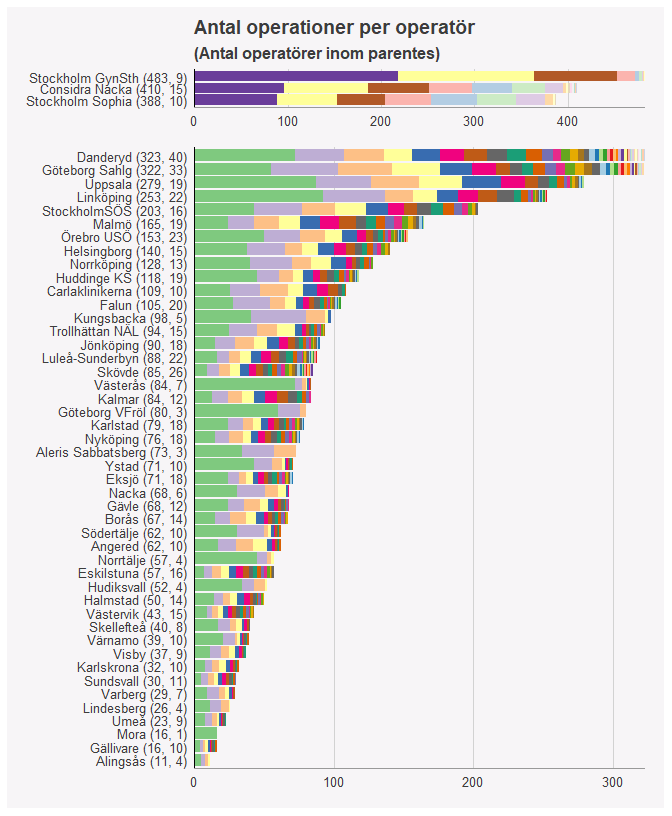 Antal operationer per operatör
(Antal operatörer inom parentes)
Stockholm GynSth (483, 9)
Considra Nacka (410, 15)
Stockholm Sophia (388, 10)
0 100 200 300 400
Danderyd (323, 40)
Göteborg Sahlg (322, 33)
Uppsala (279, 19)
Linköping (253, 22)
StockholmSÖS (203, 16)
Malmö (165, 19)
Örebro USÖ (153, 23)
Helsingborg (140, 15)
Norrköping (128, 13)
Huddinge KS (118, 19)
Carlaklinikerna (109, 10)
Falun (105, 20)
Kungsbacka (98, 5)
Trollhättan NÄL (94, 15)
Jönköping (90, 18)
Luleå-Sunderbyn (88, 22)
Skövde (85, 26)
Västerås (84, 7)
Kalmar (84, 12)
Göteborg VFröl (80, 3)
Karlstad (79, 18)
Nyköping (76, 18)
Aleris Sabbatsberg (73, 3)
Ystad (71, 10)
Eksjö (71, 18)
Nacka (68, 6)
Gävle (68, 12)
Borås (67, 14)
Södertälje (62, 10)
Angered (62, 10)
Norrtälje (57, 4)
Eskilstuna (57, 16)
Hudiksvall (52, 4)
Halmstad (50, 14)
Västervik (43, 15)
Skellefteå (40, 8)
Värnamo (39, 10)
Visby (37, 9)
Karlskrona (32, 10)
Sundsvall (30, 11)
Varberg (29, 7)
Lindesberg (26, 4)
Umeå (23, 9)
Mora (16, 1)
Gällivare (16, 10)
Alingsås (11, 4)
0 100 200 300